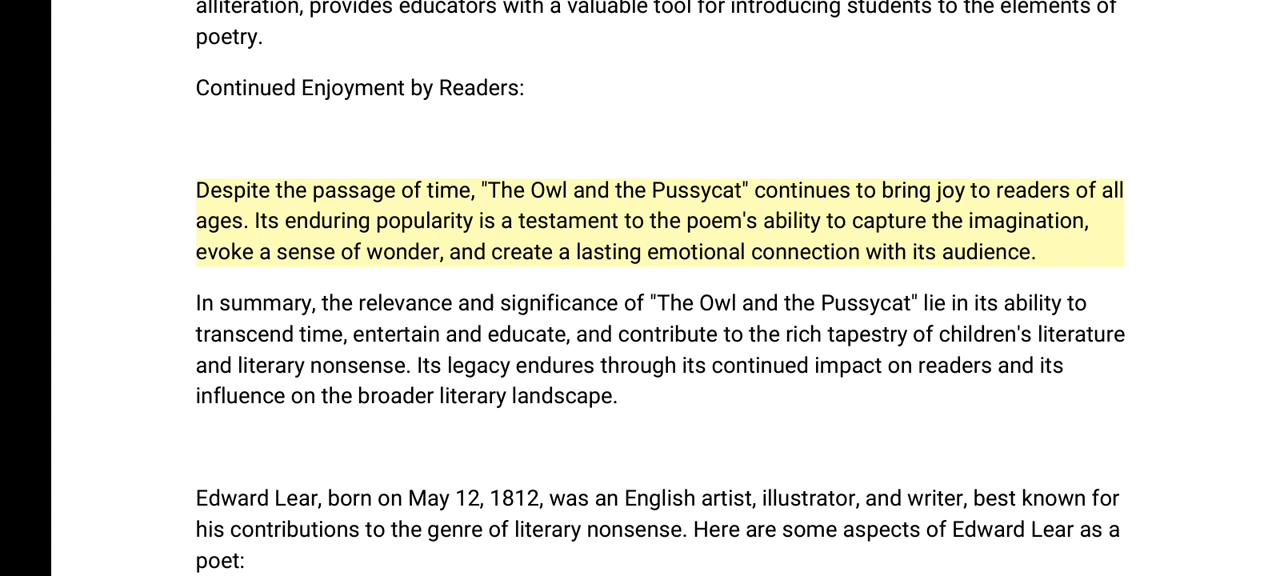 alliteration, provides educators with a valuable tool for introducing students to the elements of
poetry.
Continued Enjoyment by Readers:
Despite the passage of time, "The Owl and the Pussycat" continues to bring joy to readers of all
ages. Its enduring popularity is a testament to the poem's ability to capture the imagination,
evoke a sense of wonder, and create a lasting emotional connection with its audience.
In summary, the relevance and significance of "The Owl and the Pussycat" lie in its ability to
transcend time, entertain and educate, and contribute to the rich tapestry of children's literature
and literary nonsense. Its legacy endures through its continued impact on readers and its
influence on the broader literary landscape.
Edward Lear, born on May 12, 1812, was an English artist, illustrator, and writer, best known for
his contributions to the genre of literary nonsense. Here are some aspects of Edward Lear as a
poet: